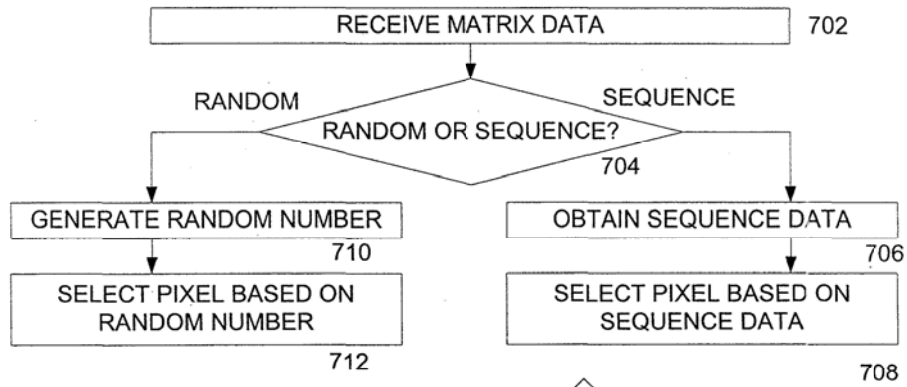 RECEIVE MATRIX DATA
702
RANDOM
SEQUENCE
RANDOM OR SEQUENCE?
704
GENERATE RANDOM NUMBER
710
OBTAIN SEQUENCE DATA
706
SELECT PIXEL BASED ON
RANDOM NUMBER
712
SELECT PIXEL BASED ON
SEQUENCE DATA
708